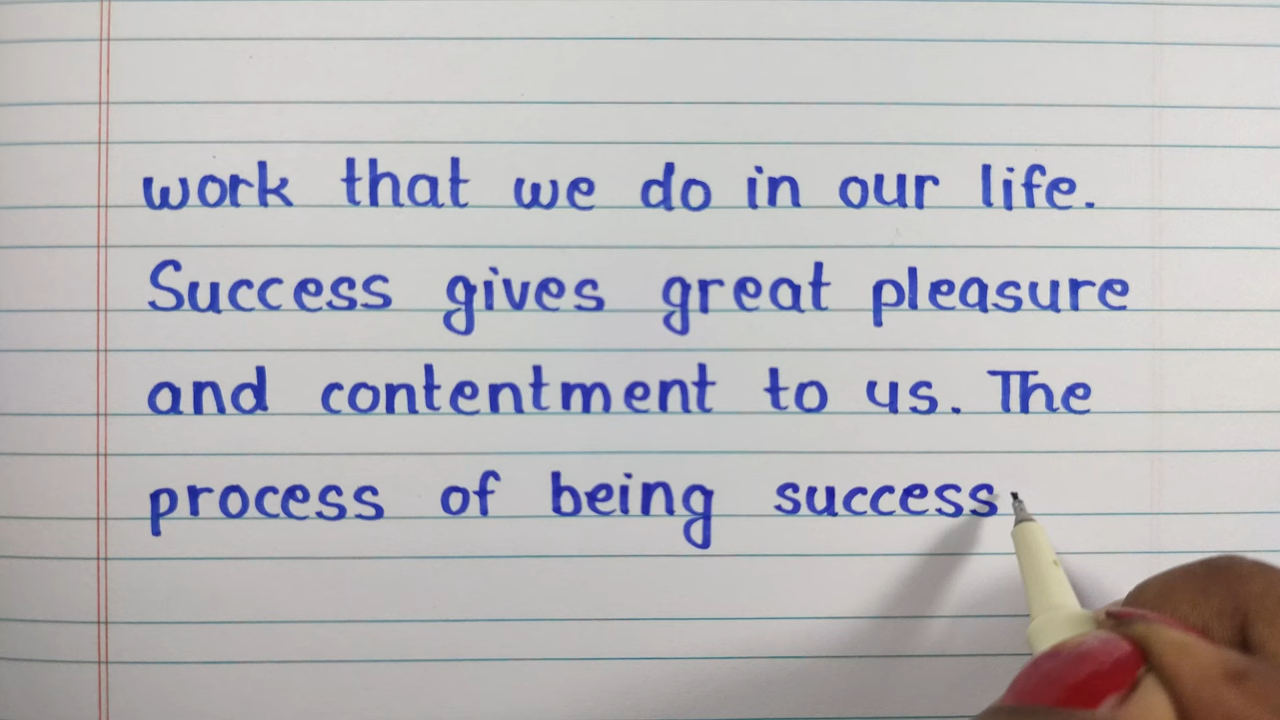 work that we do in our life.
Success gives great pleasure
and contentment to us. The
process of being success